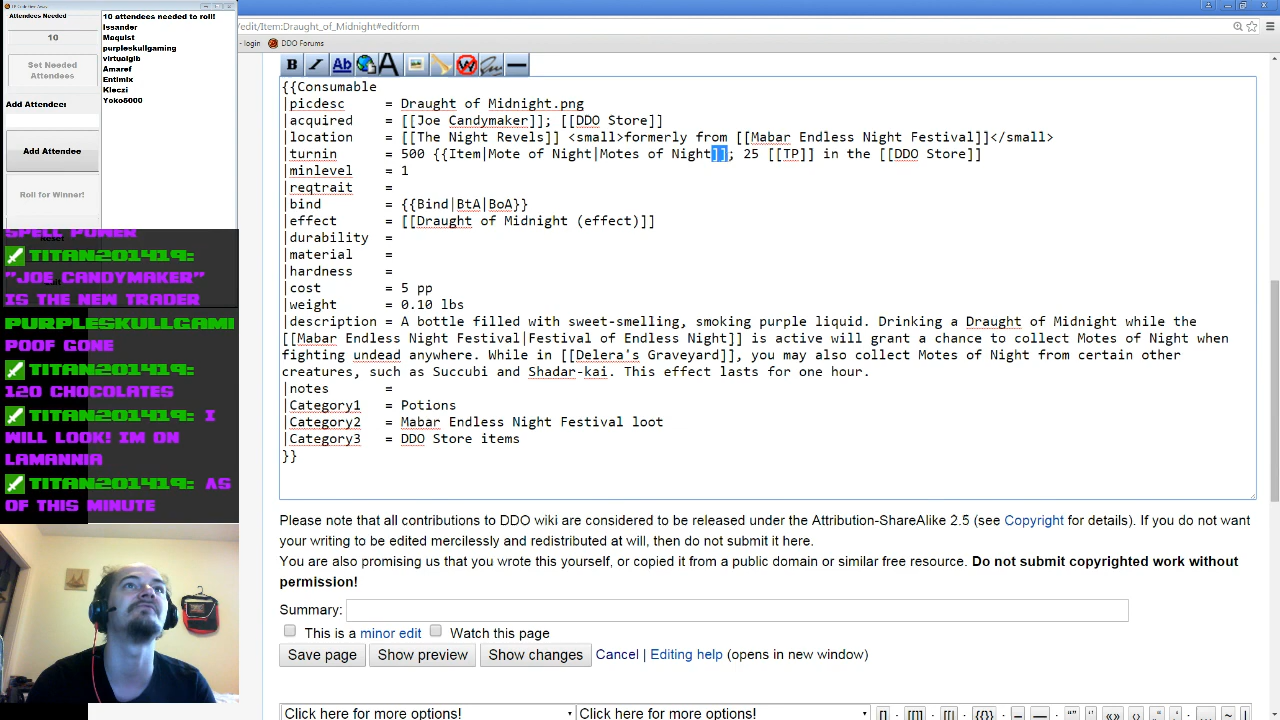 Attendees Needed
10
Set Needed
Attendees
Add Attendee:
Add Attendee
Roll for Winner!
Reset
10 attendees needed to roll!
Issander
Maquist
purpleskullgaming
virtualgib
Amaref
Entimix
Kleczi
Yoko5000
SPELL POWER
TITAN201419:
"JOE CANDYMAKER"
IS THE NEW TRADER
PURPLESKULLGAMI
POOF GONE
TITAN201419:
120 CHOCOLATES
TITAN201419: I
WILL LOOK! IM ON
LAMANNIA
TITAN201419: AS
OF THIS MINUTE
/edit/Item:Draught_of_Midnight#editform
- login DDO Forums
B I Ab A W
{{Consumable
|picdesc = Draught of Midnight.png
|acquired = [[Joe Candymaker]]; [[DDO Store]]
|location = [[The Night Revels]] <small>formerly from [[Mabar Endless Night Festival]]</small>
|turnin = 500 {{Item|Mote of Night|Motes of Night]]; 25 [[TP]] in the [[DDO Store]]
|minlevel = 1
|reqtrait =
|bind = {{Bind|BtA|BoA}}
|effect = [[Draught of Midnight (effect)]]
|durability =
|material =
|hardness =
|cost = 5 pp
|weight = 0.10 lbs
|description = A bottle filled with sweet-smelling, smoking purple liquid. Drinking a Draught of Midnight while the
[[Mabar Endless Night Festival|Festival of Endless Night]] is active will grant a chance to collect Motes of Night when
fighting undead anywhere. While in [[Delera's Graveyard]], you may also collect Motes of Night from certain other
creatures, such as Succubi and Shadar-kai. This effect lasts for one hour.
|notes =
|Category1 = Potions
|Category2 = Mabar Endless Night Festival loot
|Category3 = DDO Store items
}}
Please note that all contributions to DDO wiki are considered to be released under the Attribution-ShareAlike 2.5 (see Copyright for details). If you do not want
your writing to be edited mercilessly and redistributed at will, then do not submit it here.
You are also promising us that you wrote this yourself, or copied it from a public domain or similar free resource. Do not submit copyrighted work without
permission!
Summary:
This is a minor edit Watch this page
Save page Show preview Show changes Cancel | Editing help (opens in new window)
Click here for more options! Click here for more options!